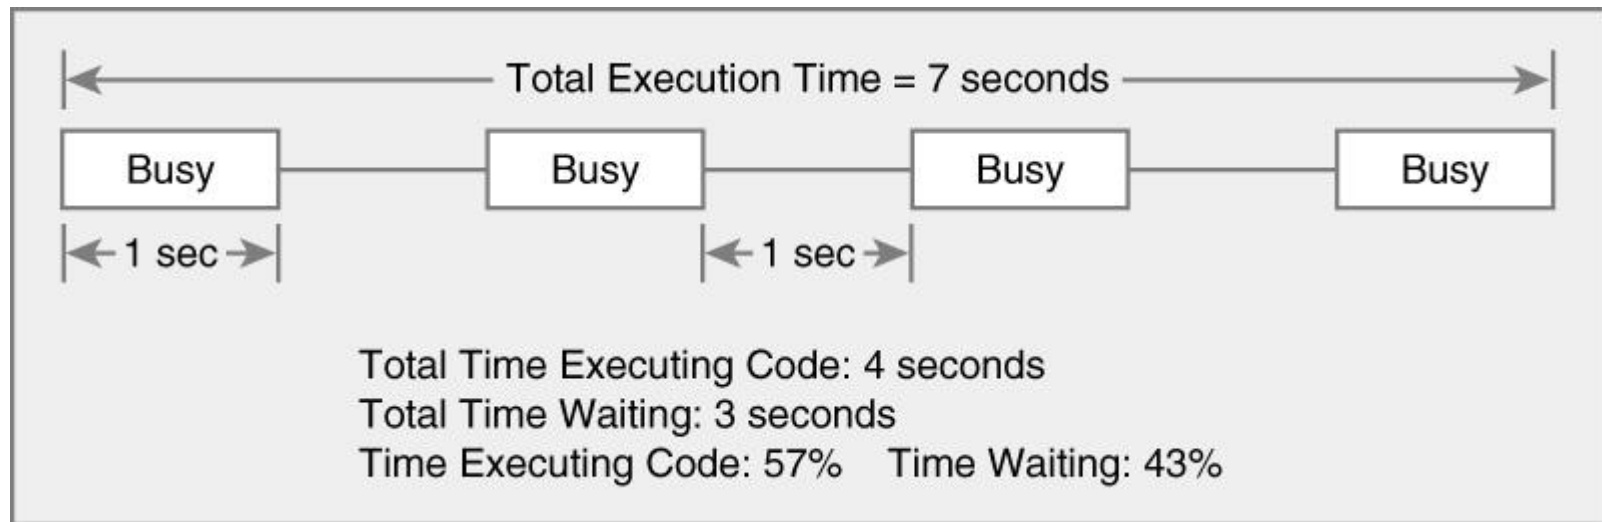 Total Execution Time = 7 seconds
Busy Busy Busy Busy
1 sec 1 sec
Total Time Executing Code: 4 seconds
Total Time Waiting: 3 seconds
Time Executing Code: 57% Time Waiting: 43%